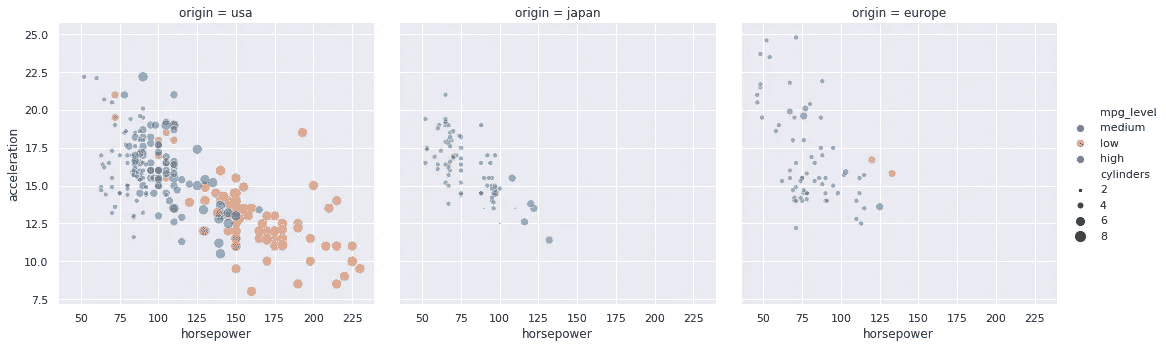 origin = usa
origin = japan
origin = europe
25.0
22.5
20.0
17.5
15.0
12.5
10.0
7.5
acceleration
50 75 100 125 150 175 200 225
horsepower
50 75 100 125 150 175 200 225
horsepower
50 75 100 125 150 175 200 225
horsepower
mpg_level
medium
low
high
cylinders
2
4
6
8